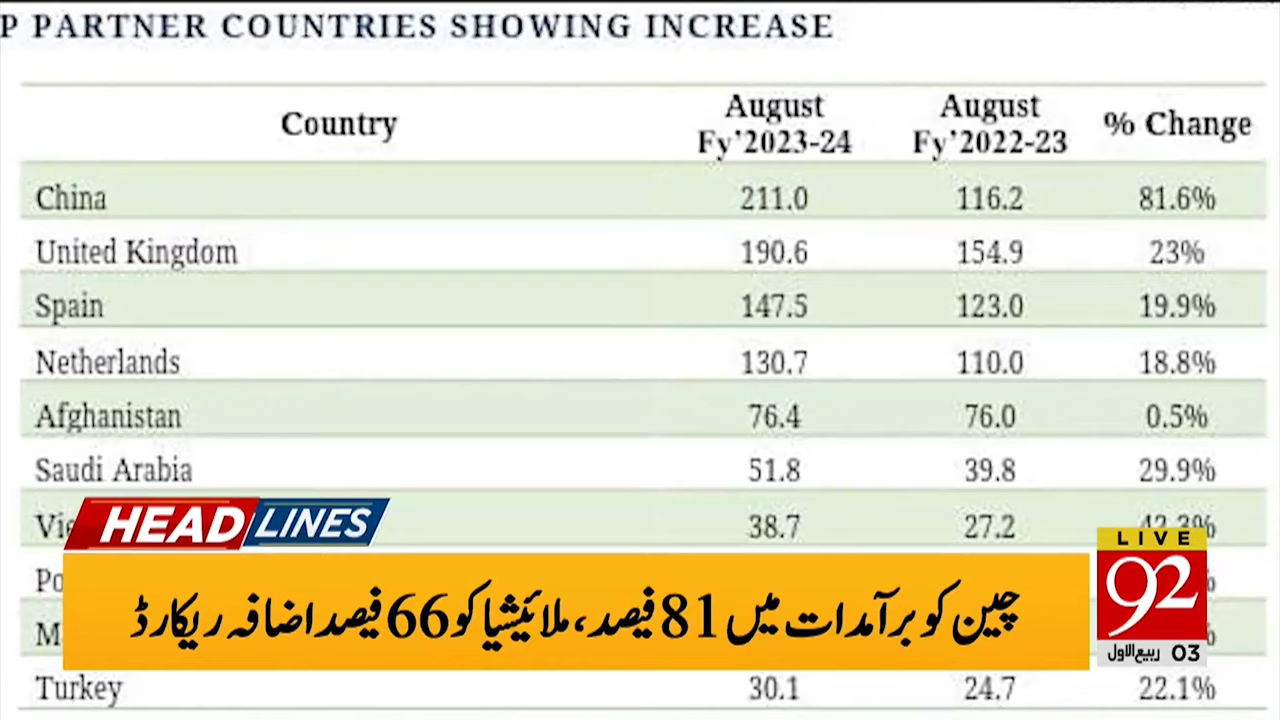 P PARTNER COUNTRIES SHOWING INCREASE
Country August Fy'2023-24 August Fy'2022-23 % Change
China 211.0 116.2 81.6%
United Kingdom 190.6 154.9 23%
Spain 147.5 123.0 19.9%
Netherlands 130.7 110.0 18.8%
Afghanistan 76.4 76.0 0.5%
Saudi Arabia 51.8 39.8 29.9%
38.7 27.2 42.3%
HEADLINES
LIVE
92
چین کو برآمدات میں 81 فیصد، ملائیشیا کو 66 فیصد اضافہ ریکارڈ
03 ربیع الاول
Turkey 30.1 24.7 22.1%